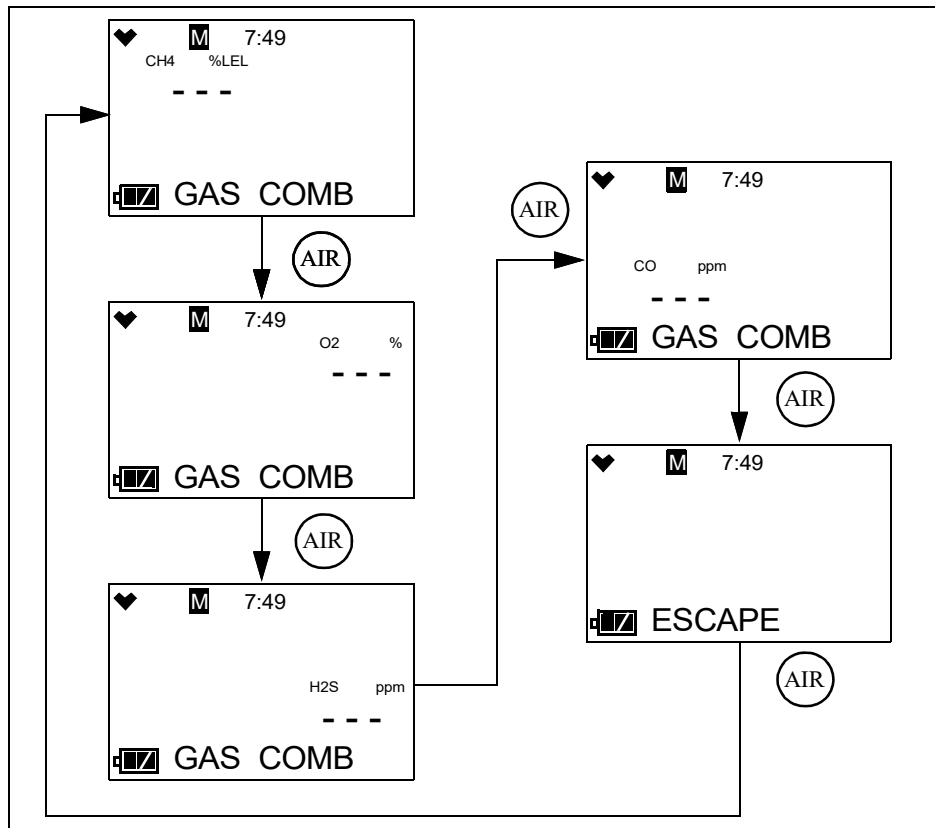 M 7:49
CH4 %LEL
- - -
GAS COMB
AIR
M 7:49
O2 %
- - -
GAS COMB
AIR
M 7:49
H2S ppm
- - -
GAS COMB
AIR
M 7:49
CO ppm
- - -
GAS COMB
AIR
M 7:49
ESCAPE
AIR